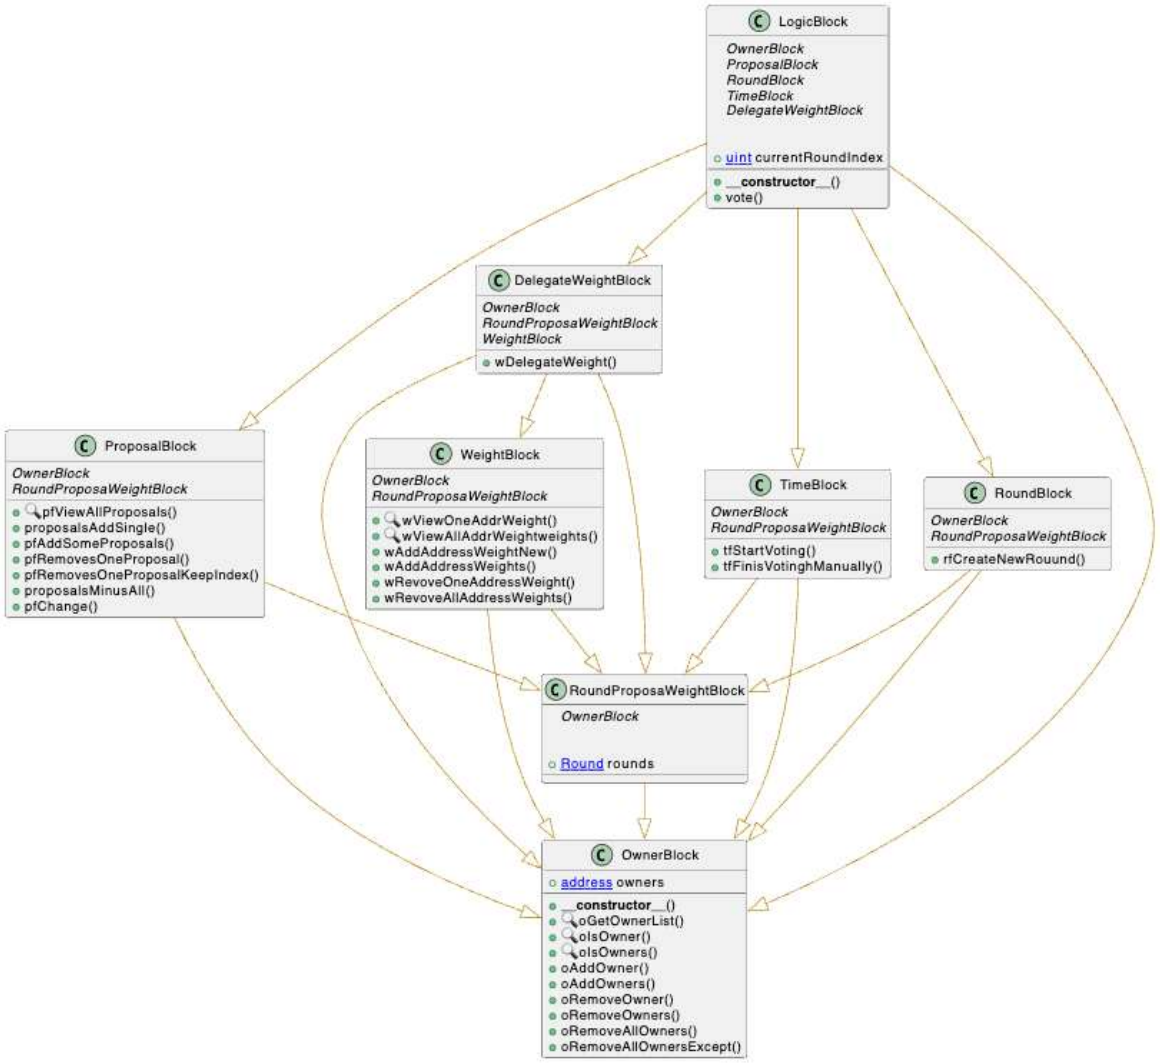 C LogicBlock
OwnerBlock
ProposalBlock
RoundBlock
TimeBlock
DelegateWeightBlock
uint currentRoundIndex
__constructor__()
vote()
C DelegateWeightBlock
OwnerBlock
RoundProposaWeightBlock
WeightBlock
wDelegateWeight()
C ProposalBlock
OwnerBlock
RoundProposaWeightBlock
pfViewAllProposals()
proposalsAddSingle()
pfAddSomeProposals()
pfRemovesOneProposal()
pfRemovesOneProposalKeepIndex()
proposalsMinusAll()
pfChange()
C WeightBlock
OwnerBlock
RoundProposaWeightBlock
wViewOneAddrWeight()
wViewAllAddrWeightweights()
wAddAddressWeightNew()
wAddAddressWeights()
wRevoveOneAddressWeight()
wRevoveAllAddressWeights()
C TimeBlock
OwnerBlock
RoundProposaWeightBlock
tfStartVoting()
tfFinisVotinghManually()
C RoundBlock
OwnerBlock
RoundProposaWeightBlock
rfCreateNewRouund()
C RoundProposaWeightBlock
OwnerBlock
Round rounds
C OwnerBlock
address owners
__constructor__()
oGetOwnerList()
oIsOwner()
oIsOwners()
oAddOwner()
oAddOwners()
oRemoveOwner()
oRemoveOwners()
oRemoveAllOwners()
oRemoveAllOwnersExcept()